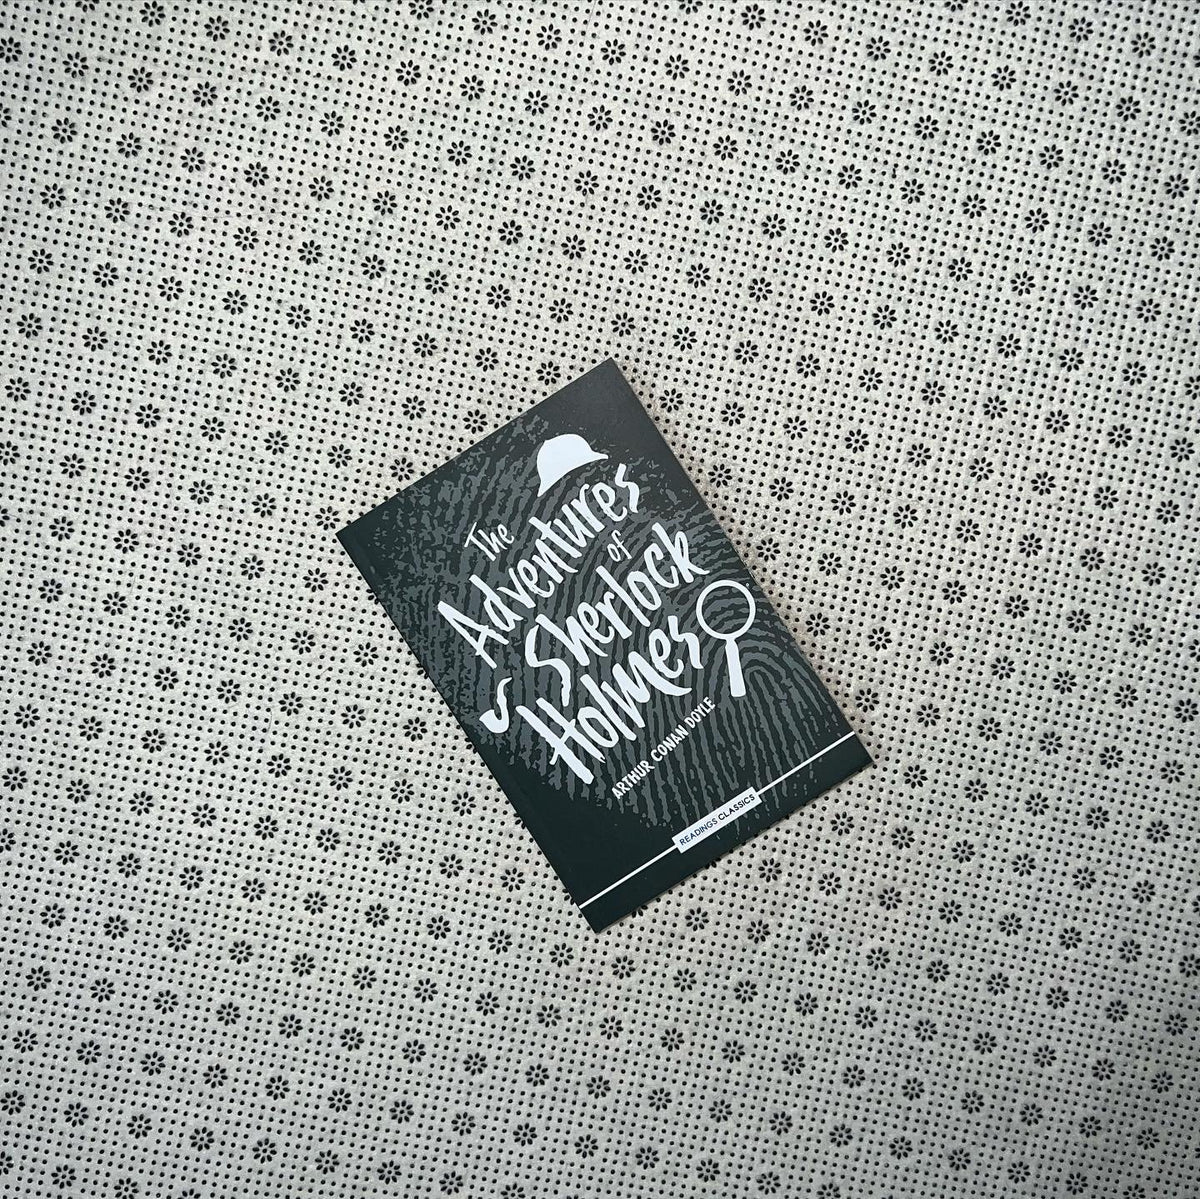 The
Adventures
of
Sherlock
Holmes
ARTHUR CONAN DOYLE
READINGS CLASSICS